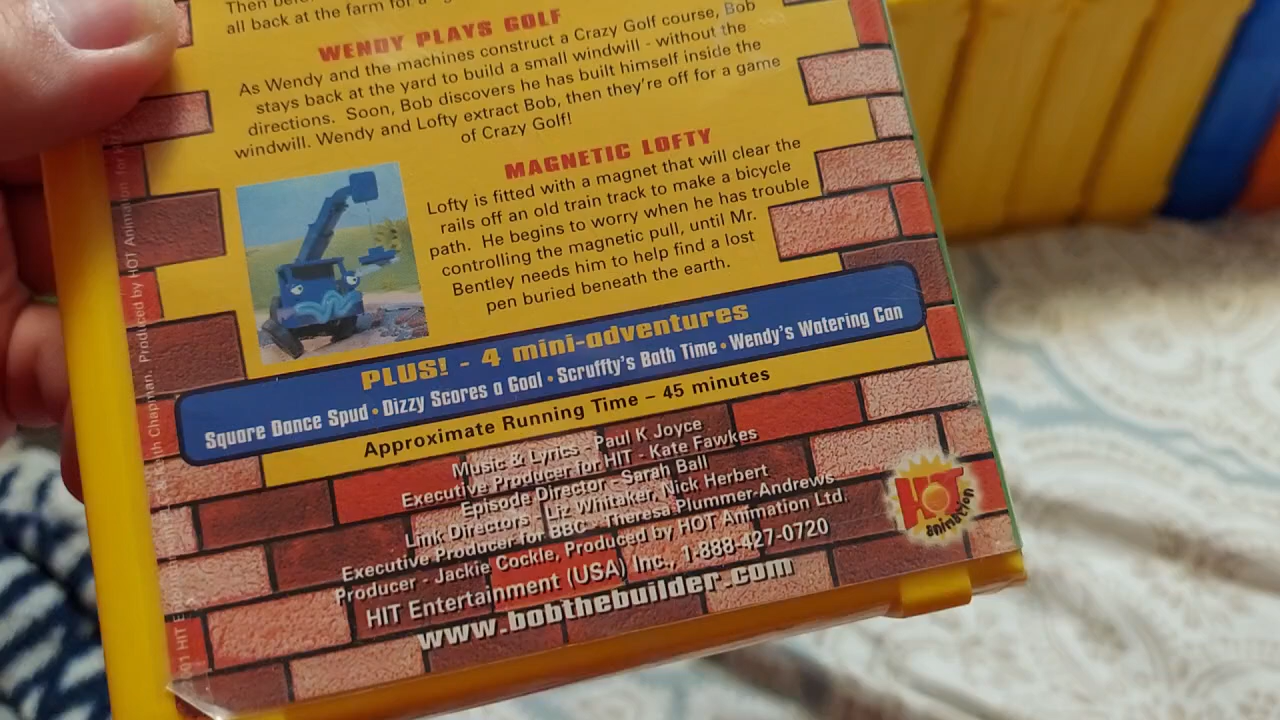 all back at the farm for a
WENDY PLAYS GOLF
As Wendy and the machines construct a Crazy Golf course, Bob
stays back at the yard to build a small windwill - without the
directions. Soon, Bob discovers he has built himself inside the
windwill. Wendy and Lofty extract Bob, then they're off for a game
of Crazy Golf!
MAGNETIC LOFTY
Lofty is fitted with a magnet that will clear the
rails off an old train track to make a bicycle
path. He begins to worry when he has trouble
controlling the magnetic pull, until Mr.
Bentley needs him to help find a lost
pen buried beneath the earth.
PLUS! - 4 mini-adventures
Square Dance Spud • Dizzy Scores a Goal • Scruffty's Bath Time • Wendy's Watering Can
Approximate Running Time – 45 minutes
Music & Lyrics - Paul K Joyce
Executive Producer for HIT - Kate Fawkes
Episode Director - Sarah Ball
Link Directors - Liz Whitaker, Nick Herbert
Executive Producer for BBC - Theresa Plummer-Andrews
Producer - Jackie Cockle, Produced by HOT Animation Ltd.
HIT Entertainment (USA) Inc., 1-888-427-0720
www.bobthebuilder.com
HOT
animation
Chapman. Produced by HOT Animation for